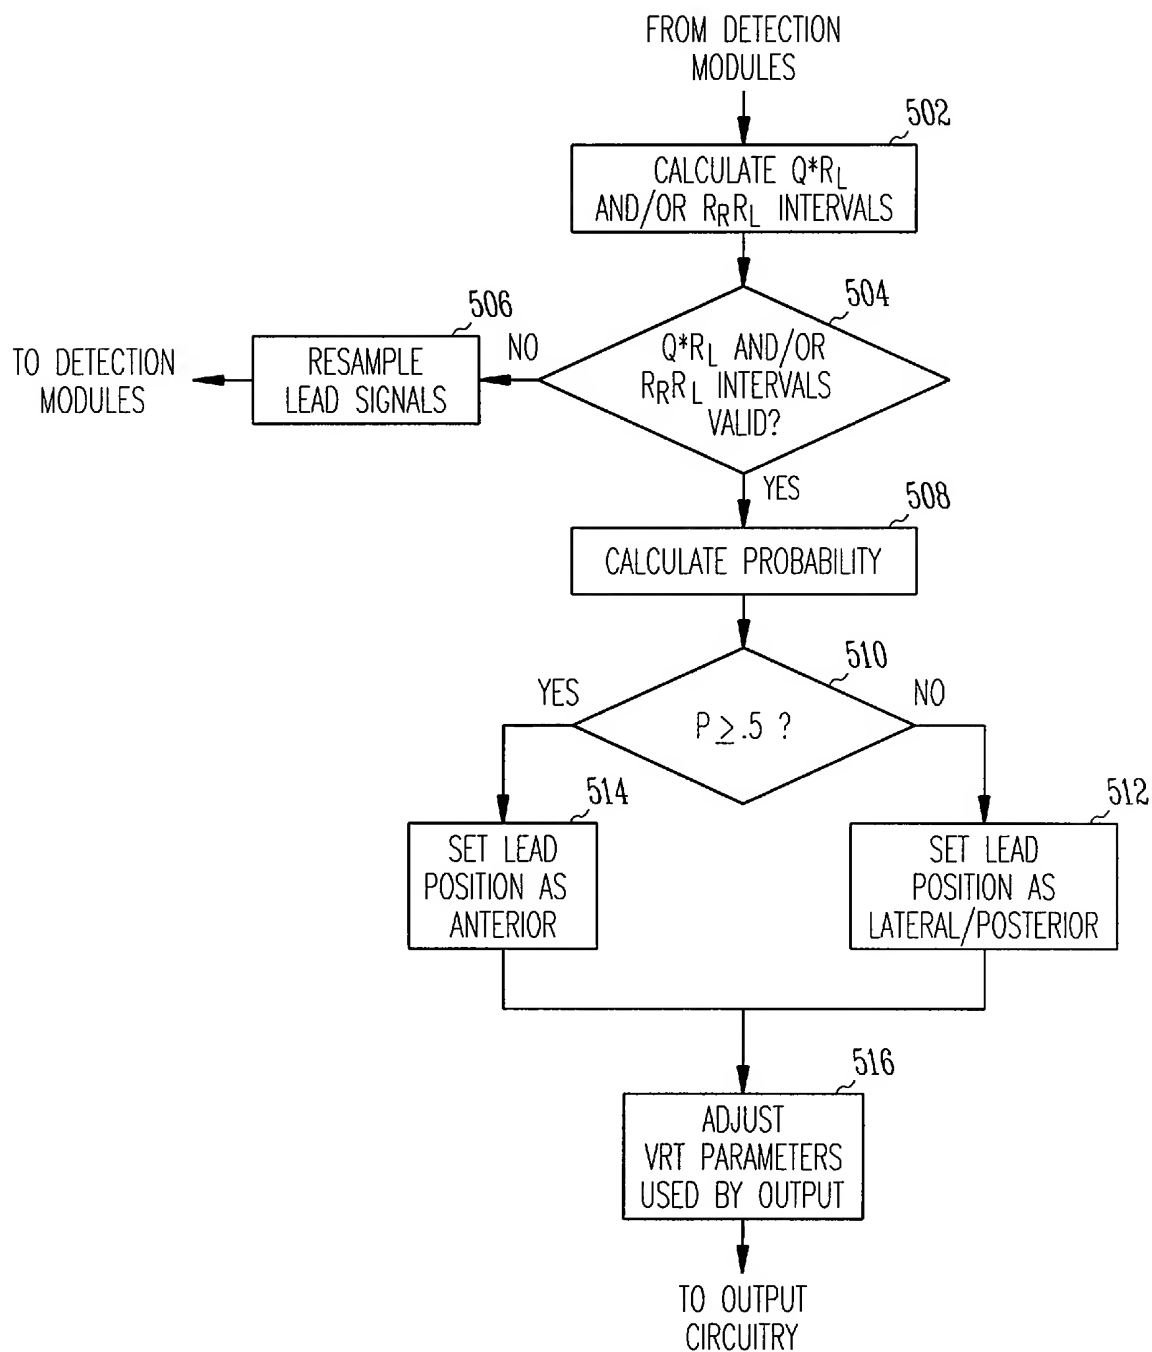 FROM DETECTION
MODULES
502
CALCULATE Q*RL
AND/OR RRRL INTERVALS
504
Q*RL AND/OR
RRRL INTERVALS
VALID?
NO
506
RESAMPLE
LEAD SIGNALS
TO DETECTION
MODULES
YES
508
CALCULATE PROBABILITY
510
P ≥ .5 ?
YES
NO
514
SET LEAD
POSITION AS
ANTERIOR
512
SET LEAD
POSITION AS
LATERAL/POSTERIOR
516
ADJUST
VRT PARAMETERS
USED BY OUTPUT
TO OUTPUT
CIRCUITRY